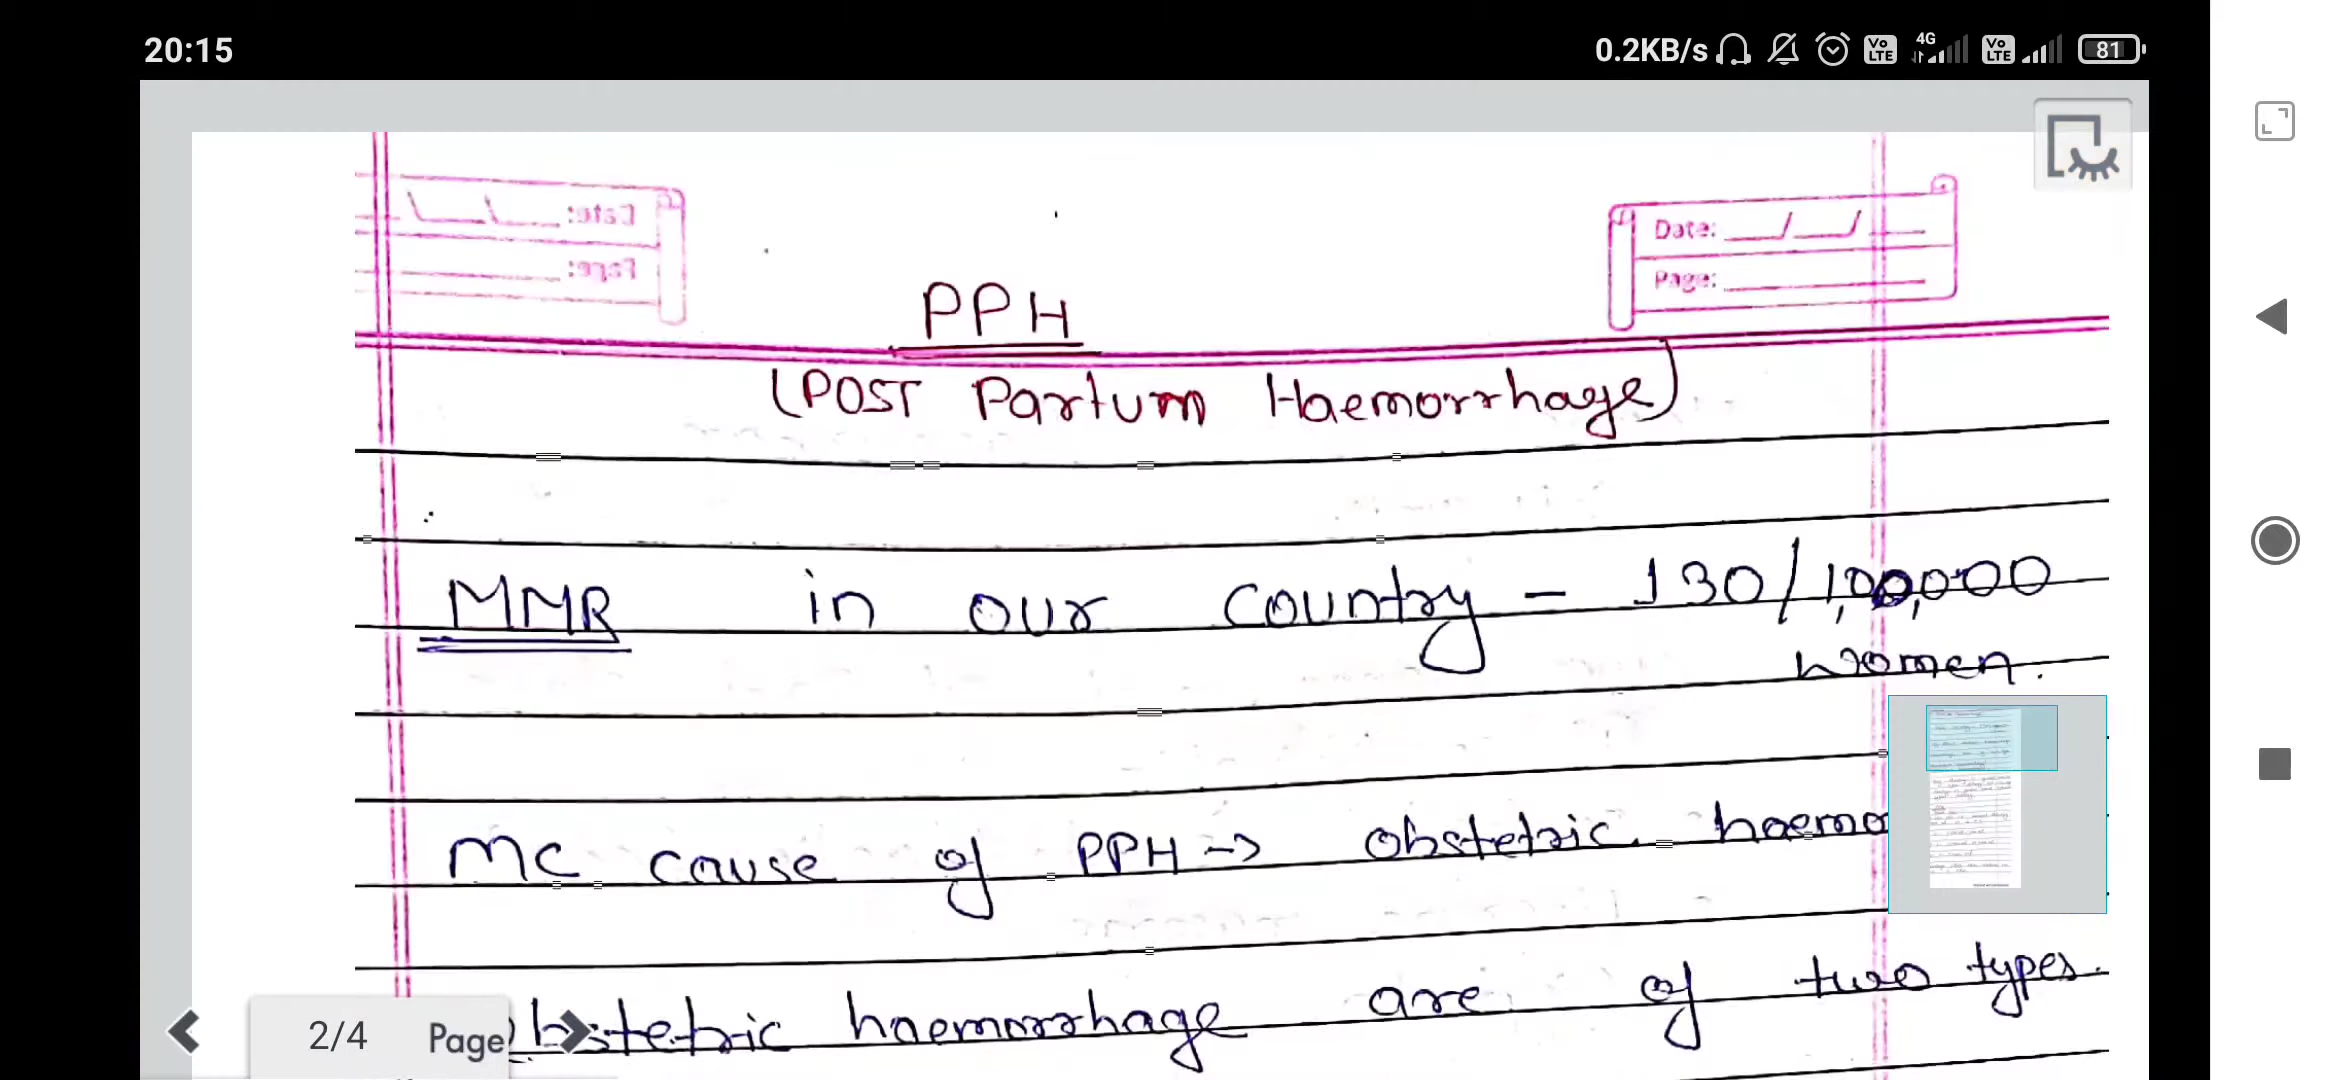 20:15
0.2KB/s
4G
81
Date:
Page:
PPH
(POST Partum Haemorrhage)
MMR in our country - 130/1,00,000
women.
MC cause of PPH -> obstetric haemo
Obstetric haemorrhage are of two types.
2/4 Page